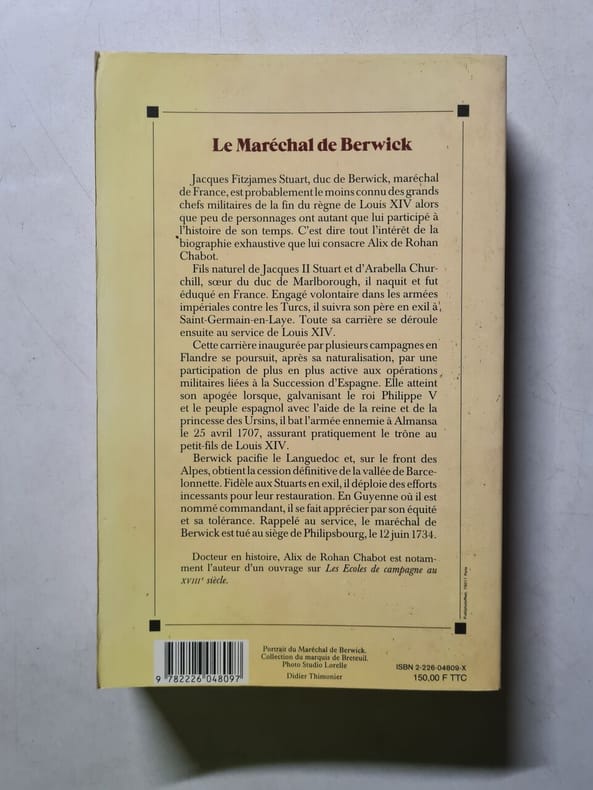 Le Maréchal de Berwick
Jacques Fitzjames Stuart, duc de Berwick, maréchal
de France, est probablement le moins connu des grands
chefs militaires de la fin du règne de Louis XIV alors
que peu de personnages ont autant que lui participé à
l'histoire de son temps. C'est dire tout l'intérêt de la
biographie exhaustive que lui consacre Alix de Rohan
Chabot.
Fils naturel de Jacques II Stuart et d'Arabella Chur-
chill, sœur du duc de Marlborough, il naquit et fut
éduqué en France. Engagé volontaire dans les armées
impériales contre les Turcs, il suivra son père en exil à
Saint-Germain-en-Laye. Toute sa carrière se déroule
ensuite au service de Louis XIV.
Cette carrière inaugurée par plusieurs campagnes en
Flandre se poursuit, après sa naturalisation, par une
participation de plus en plus active aux opérations
militaires liées à la Succession d'Espagne. Elle atteint
son apogée lorsque, galvanisant le roi Philippe V
et le peuple espagnol avec l'aide de la reine et de la
princesse des Ursins, il bat l'armée ennemie à Almansa
le 25 avril 1707, assurant pratiquement le trône au
petit-fils de Louis XIV.
Berwick pacifie le Languedoc et, sur le front des
Alpes, obtient la cession définitive de la vallée de Barce-
lonnette. Fidèle aux Stuarts en exil, il déploie des efforts
incessants pour leur restauration. En Guyenne où il est
nommé commandant, il se fait apprécier par son équité
et sa tolérance. Rappelé au service, le maréchal de
Berwick est tué au siège de Philipsbourg, le 12 juin 1734.
Docteur en histoire, Alix de Rohan Chabot est notam-
ment l'auteur d'un ouvrage sur Les Ecoles de campagne au
XVIIIe siècle.
Portrait du Maréchal de Berwick.
Collection du marquis de Breteuil.
Photo Studio Lorelle
Didier Thimonier
ISBN 2-226-04809-X
150,00 F TTC
9 782226 048097